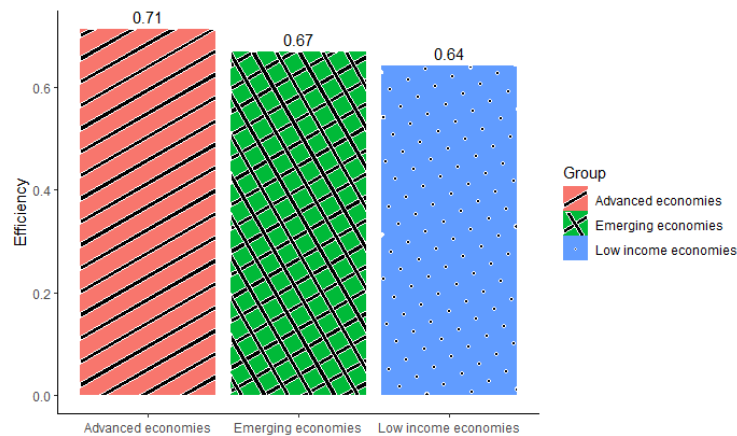 0.71
0.67
0.64
0.6
0.4
0.2
0.0
Efficiency
Advanced economies
Emerging economies
Low income economies
Group
Advanced economies
Emerging economies
Low income economies